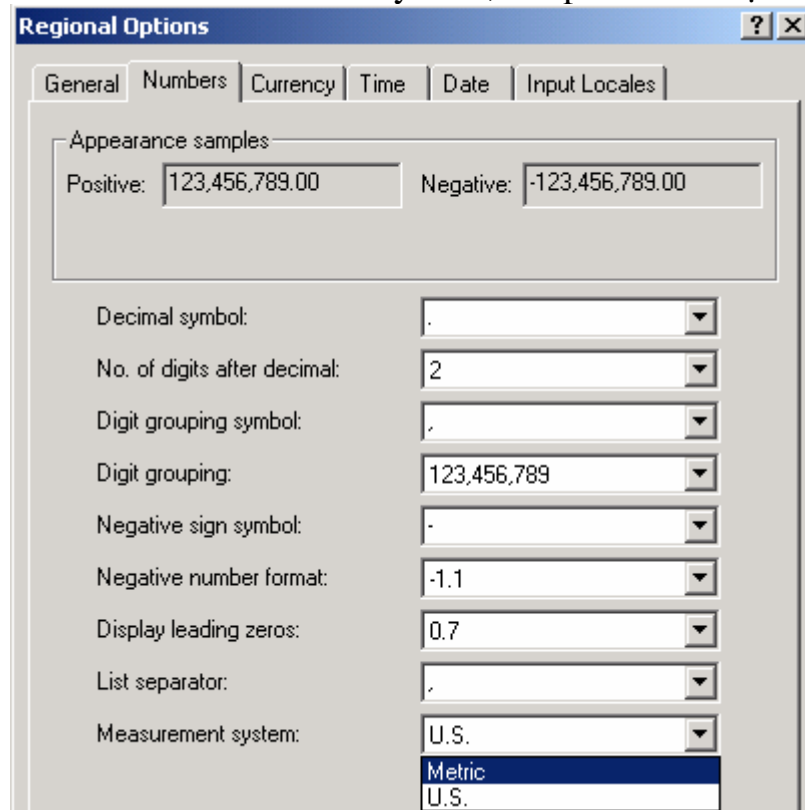 Regional Options
General Numbers Currency Time Date Input Locales
Appearance samples
Positive: 123,456,789.00 Negative: -123,456,789.00
Decimal symbol: .
No. of digits after decimal: 2
Digit grouping symbol: ,
Digit grouping: 123,456,789
Negative sign symbol: -
Negative number format: -1.1
Display leading zeros: 0.7
List separator: ,
Measurement system: U.S.
Metric
U.S.